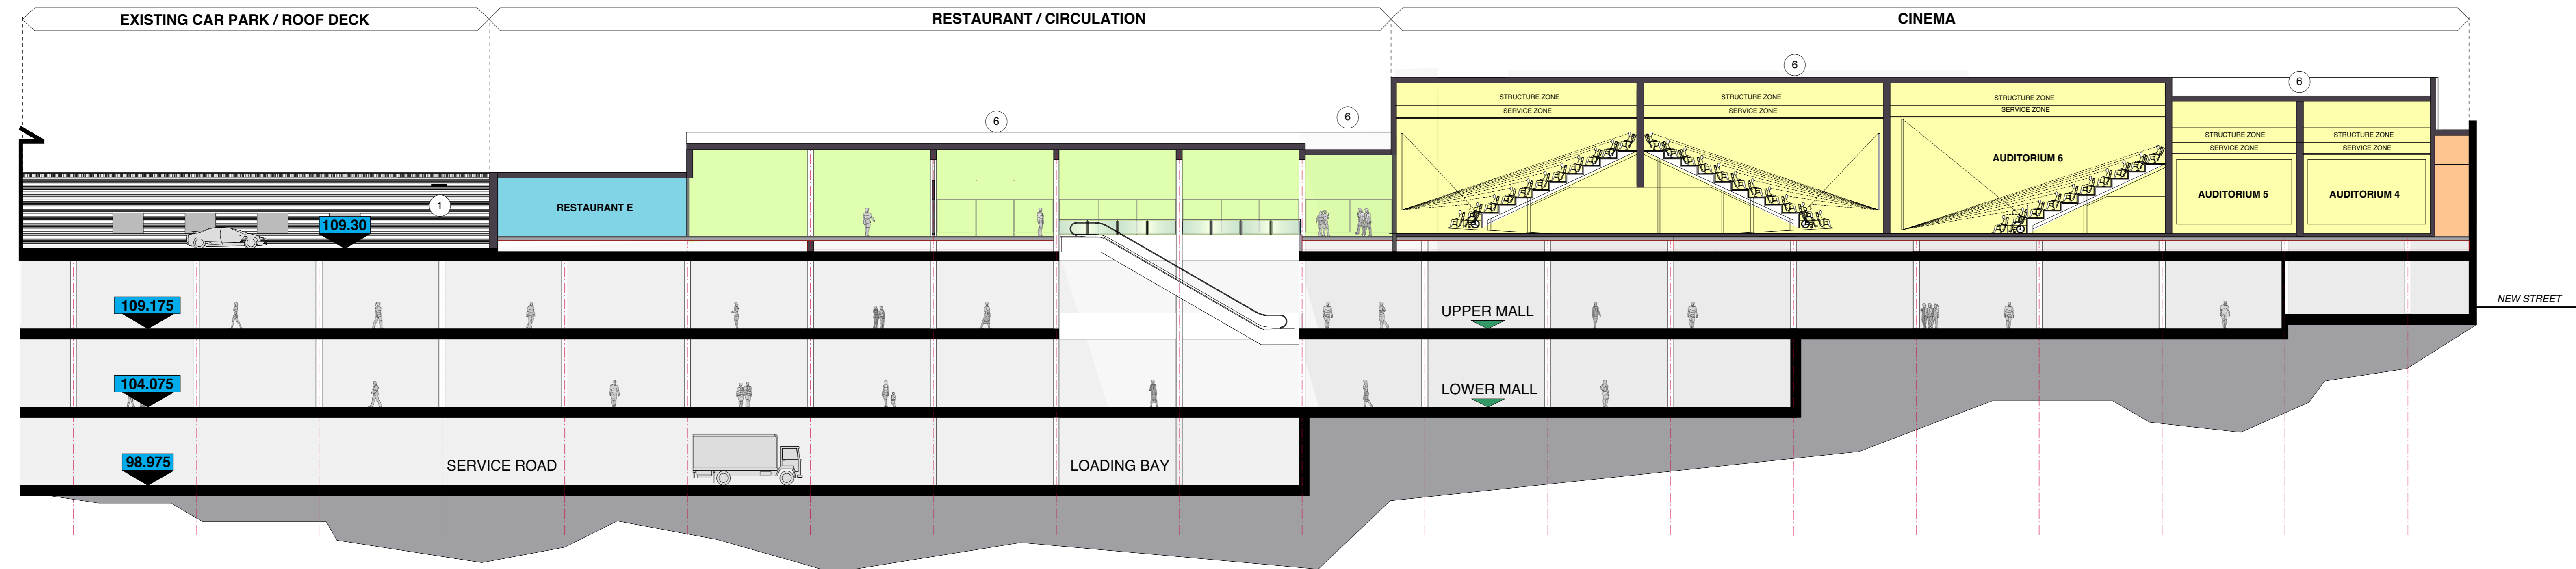 EXISTING CAR PARK / ROOF DECK
RESTAURANT / CIRCULATION
CINEMA
6
6
6
6
STRUCTURE ZONE
SERVICE ZONE
STRUCTURE ZONE
SERVICE ZONE
STRUCTURE ZONE
SERVICE ZONE
STRUCTURE ZONE
SERVICE ZONE
STRUCTURE ZONE
SERVICE ZONE
AUDITORIUM 6
AUDITORIUM 5
AUDITORIUM 4
RESTAURANT E
1
109.30
109.175
UPPER MALL
NEW STREET
104.075
LOWER MALL
98.975
SERVICE ROAD
LOADING BAY